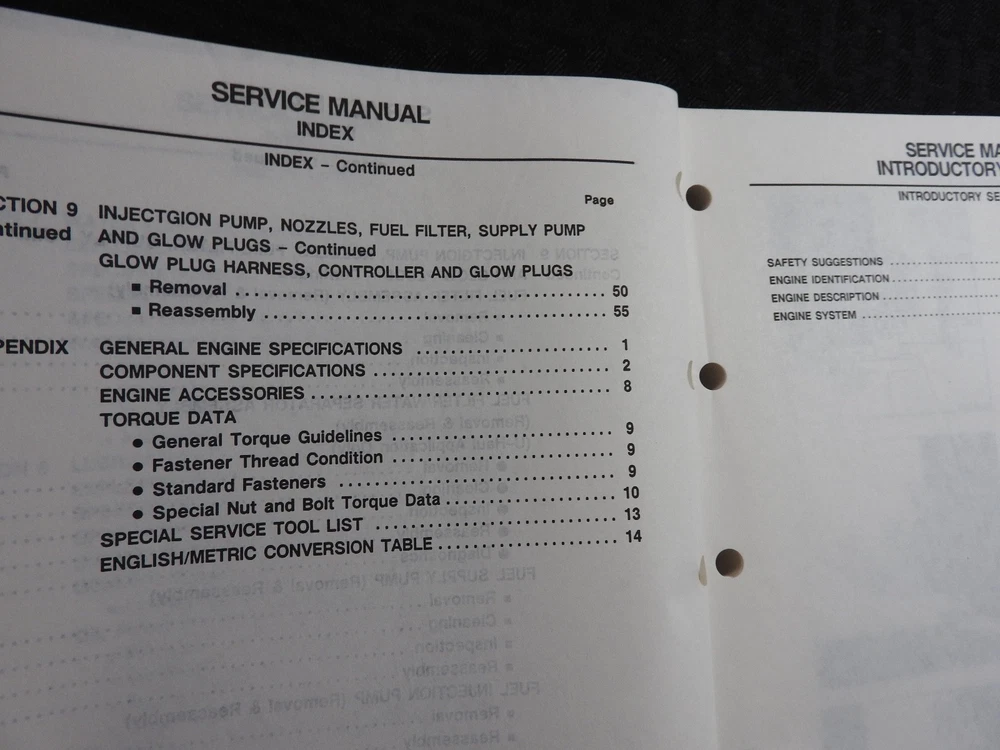 SERVICE MANUAL
INDEX
INDEX – Continued
Page
CTION 9 INJECTGION PUMP, NOZZLES, FUEL FILTER, SUPPLY PUMP
ntinued AND GLOW PLUGS – Continued
GLOW PLUG HARNESS, CONTROLLER AND GLOW PLUGS
■ Removal .......... 50
■ Reassembly .......... 55
PENDIX GENERAL ENGINE SPECIFICATIONS .......... 1
COMPONENT SPECIFICATIONS .......... 2
ENGINE ACCESSORIES .......... 8
TORQUE DATA
● General Torque Guidelines .......... 9
● Fastener Thread Condition .......... 9
● Standard Fasteners .......... 9
● Special Nut and Bolt Torque Data .......... 10
SPECIAL SERVICE TOOL LIST .......... 13
ENGLISH/METRIC CONVERSION TABLE .......... 14
SERVICE MA
INTRODUCTORY
INTRODUCTORY SE
SAFETY SUGGESTIONS ..........
ENGINE IDENTIFICATION ..........
ENGINE DESCRIPTION ..........
ENGINE SYSTEM ..........